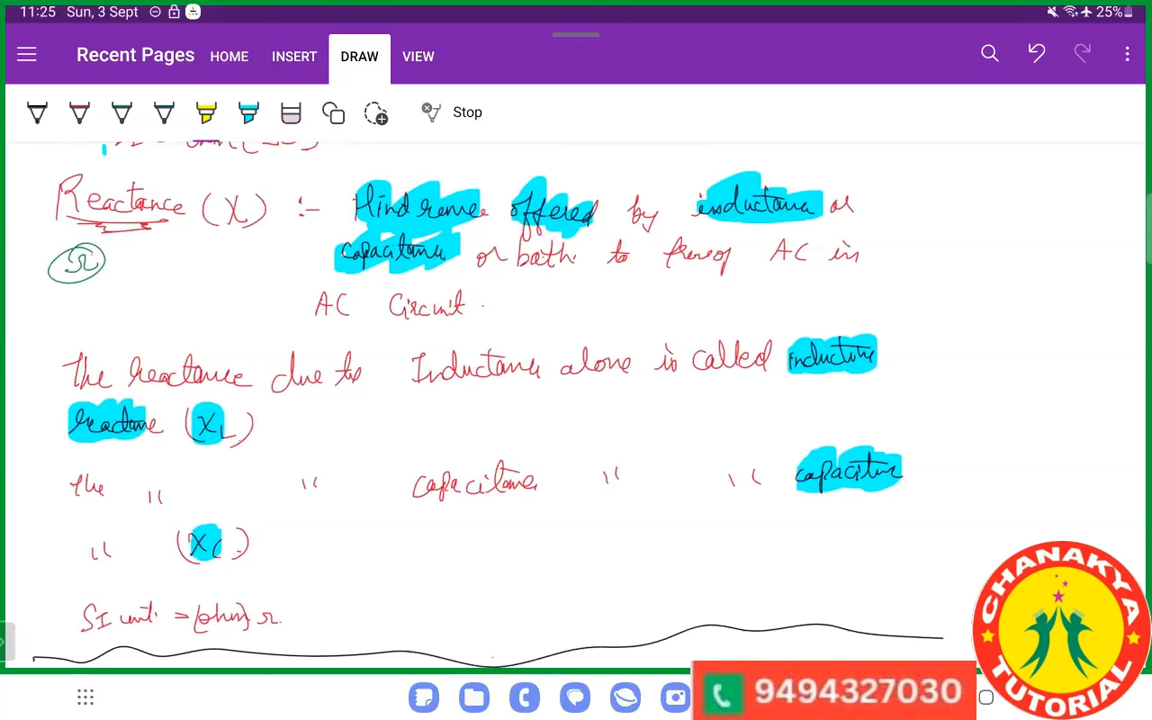 11:25 Sun, 3 Sept 25%
Recent Pages HOME INSERT DRAW VIEW
Stop
Reactance (X) :- Hindrance offered by inductance or
Ω capacitance or both to flow of AC in
AC Circuit.
The reactance due to Inductance alone is called inductive
reactance (XL)
The " " capacitance " " capacitive
" (XC)
SI unit = (ohm) Ω.
CHANAKYA TUTORIAL
9494327030